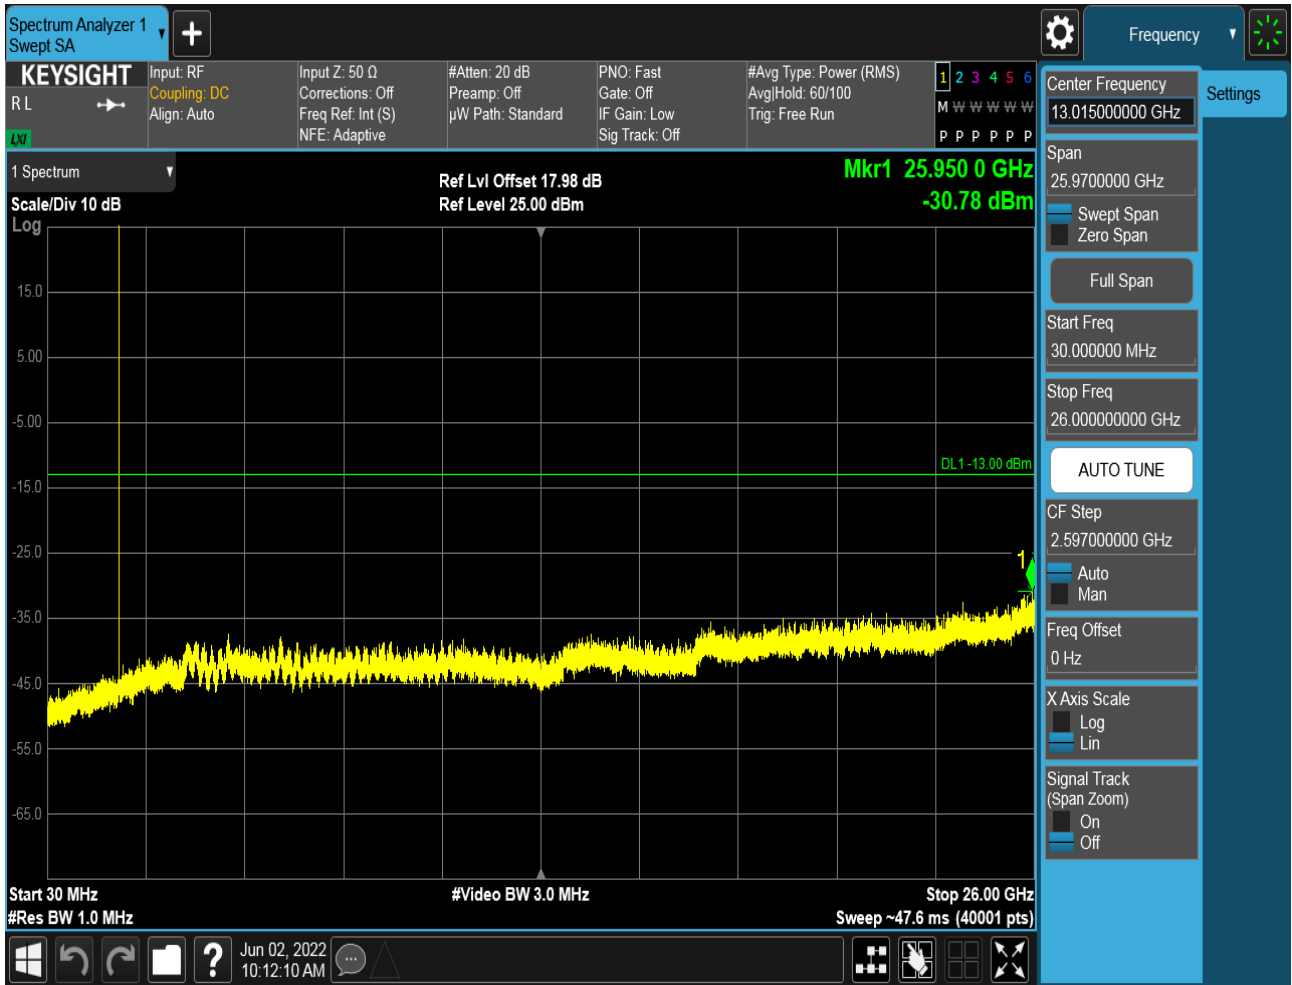 Spectrum Analyzer 1
Swept SA
Frequency
KEYSIGHT
R L
LXI
Input: RF
Coupling: DC
Align: Auto
Input Z: 50 Ω
Corrections: Off
Freq Ref: Int (S)
NFE: Adaptive
#Atten: 20 dB
Preamp: Off
µW Path: Standard
PNO: Fast
Gate: Off
IF Gain: Low
Sig Track: Off
#Avg Type: Power (RMS)
Avg|Hold: 60/100
Trig: Free Run
1 2 3 4 5 6
M W W W W W
P P P P P P
1 Spectrum
Scale/Div 10 dB
Log
Ref Lvl Offset 17.98 dB
Ref Level 25.00 dBm
Mkr1 25.950 0 GHz
-30.78 dBm
15.0
5.00
-5.00
-15.0
-25.0
-35.0
-45.0
-55.0
-65.0
DL1 -13.00 dBm
1
Start 30 MHz
#Res BW 1.0 MHz
#Video BW 3.0 MHz
Stop 26.00 GHz
Sweep ~47.6 ms (40001 pts)
Center Frequency
13.015000000 GHz
Settings
Span
25.9700000 GHz
Swept Span
Zero Span
Full Span
Start Freq
30.000000 MHz
Stop Freq
26.000000000 GHz
AUTO TUNE
CF Step
2.597000000 GHz
Auto
Man
Freq Offset
0 Hz
X Axis Scale
Log
Lin
Signal Track
(Span Zoom)
On
Off
?
Jun 02, 2022
10:12:10 AM